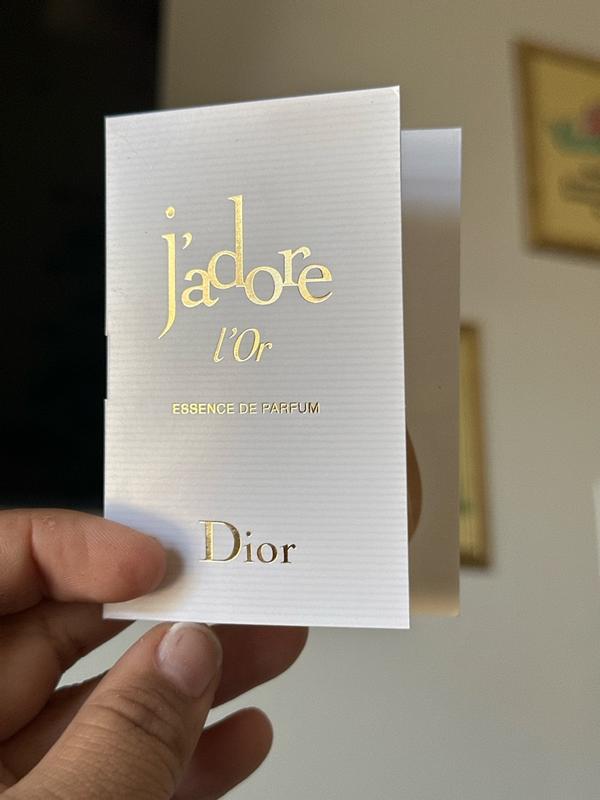 j'adore
l'Or
ESSENCE DE PARFUM
Dior